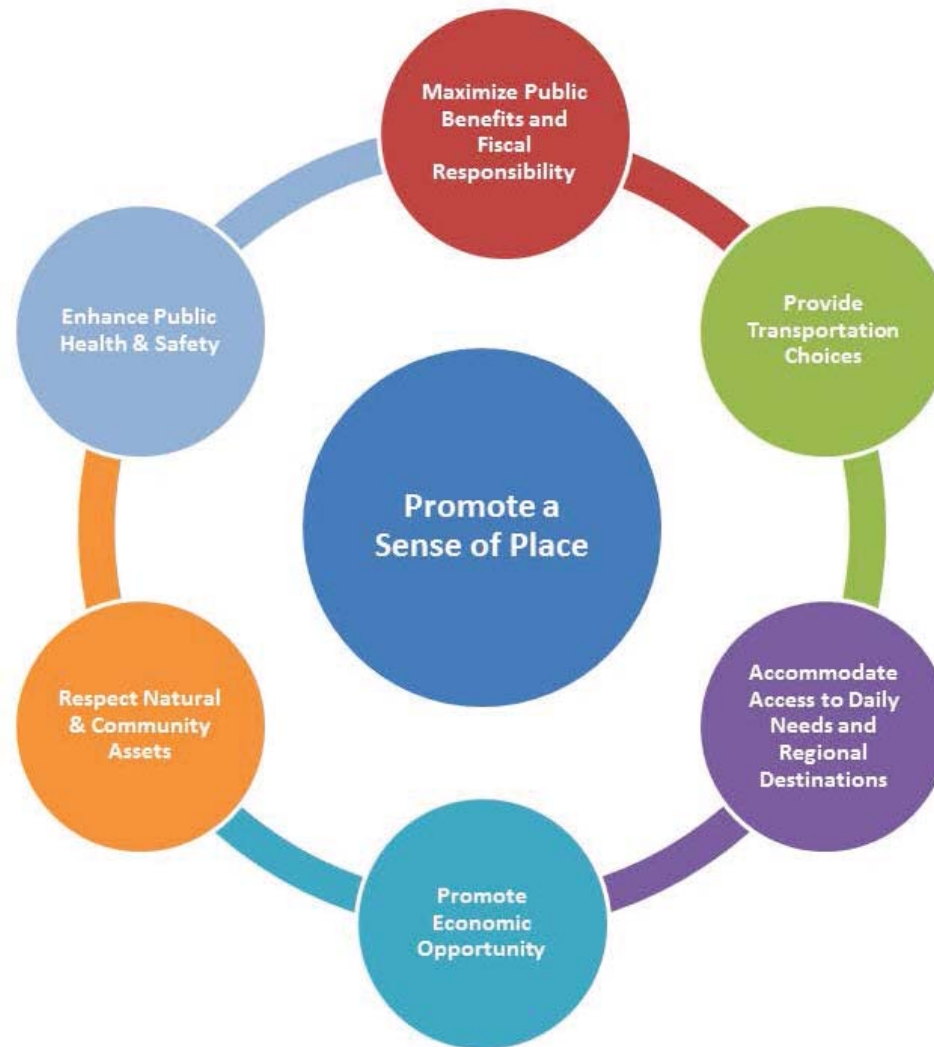 Maximize Public
Benefits and
Fiscal
Responsibility
Provide
Transportation
Choices
Accommodate
Access to Daily
Needs and
Regional
Destinations
Promote
Economic
Opportunity
Respect Natural
& Community
Assets
Enhance Public
Health & Safety
Promote a
Sense of Place